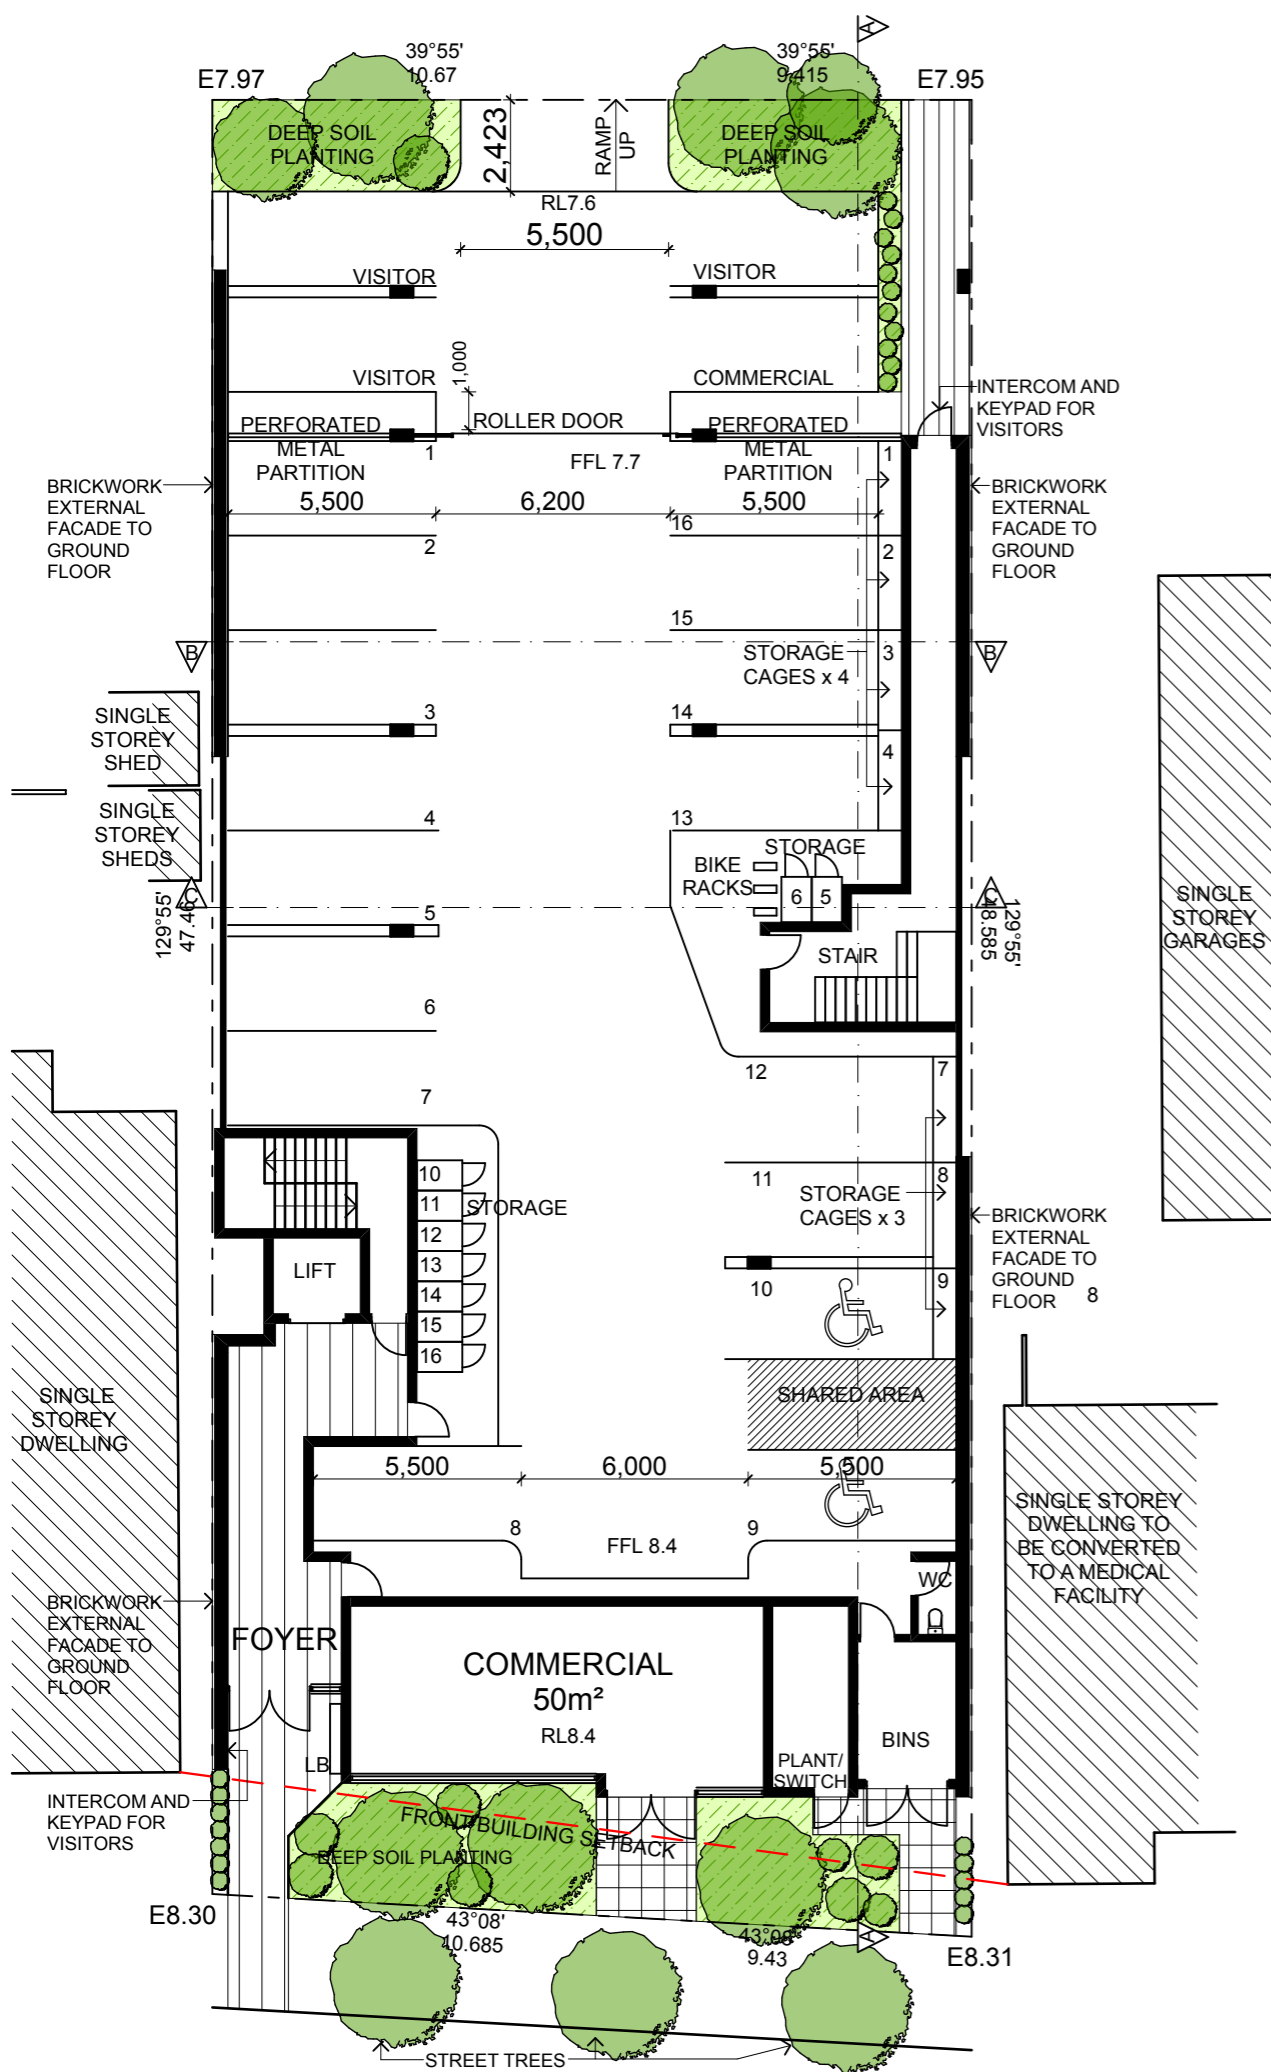 A
39°55'
10.67
39°55'
9.415
E7.97
E7.95
DEEP SOIL
PLANTING
2,423
RAMP
UP
DEEP SOIL
PLANTING
RL7.6
5,500
VISITOR
VISITOR
VISITOR
1,000
COMMERCIAL
INTERCOM AND
KEYPAD FOR
VISITORS
PERFORATED
METAL
PARTITION
ROLLER DOOR
PERFORATED
METAL
PARTITION
1
FFL 7.7
1
BRICKWORK
EXTERNAL
FACADE TO
GROUND
FLOOR
5,500
6,200
5,500
BRICKWORK
EXTERNAL
FACADE TO
GROUND
FLOOR
2
16
2
15
B
STORAGE
CAGES x 4
3
B
SINGLE
STOREY
SHED
3
14
4
SINGLE
STOREY
SHEDS
4
13
BIKE
RACKS
STORAGE
6
5
C
C
129°55'
47.46
129°55'
48.585
SINGLE
STOREY
GARAGES
5
STAIR
6
12
7
7
10
11
12
13
14
15
16
STORAGE
11
STORAGE
CAGES x 3
8
BRICKWORK
EXTERNAL
FACADE TO
GROUND
FLOOR
8
LIFT
10
9
SINGLE
STOREY
DWELLING
SHARED AREA
5,500
6,000
5,500
SINGLE STOREY
DWELLING TO
BE CONVERTED
TO A MEDICAL
FACILITY
8
FFL 8.4
9
WC
BRICKWORK
EXTERNAL
FACADE TO
GROUND
FLOOR
FOYER
COMMERCIAL
50m²
RL8.4
LB
PLANT/
SWITCH
BINS
INTERCOM AND
KEYPAD FOR
VISITORS
FRONT BUILDING SETBACK
DEEP SOIL PLANTING
E8.30
43°08'
10.685
43°08'
9.43
A
E8.31
STREET TREES